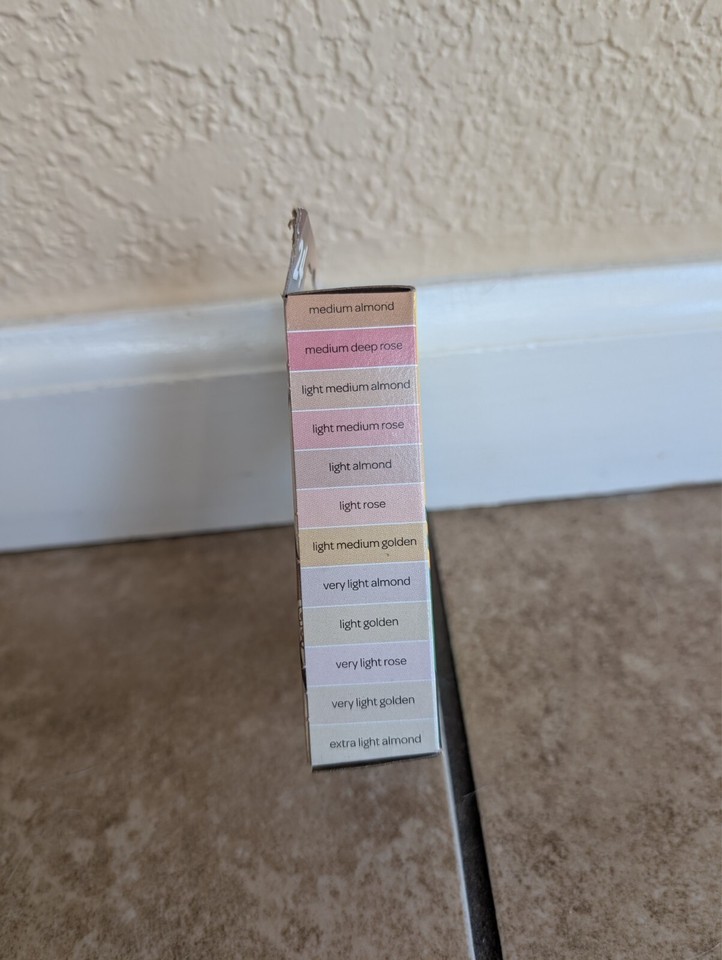 medium almond
medium deep rose
light medium almond
light medium rose
light almond
light rose
light medium golden
very light almond
light golden
very light rose
very light golden
extra light almond